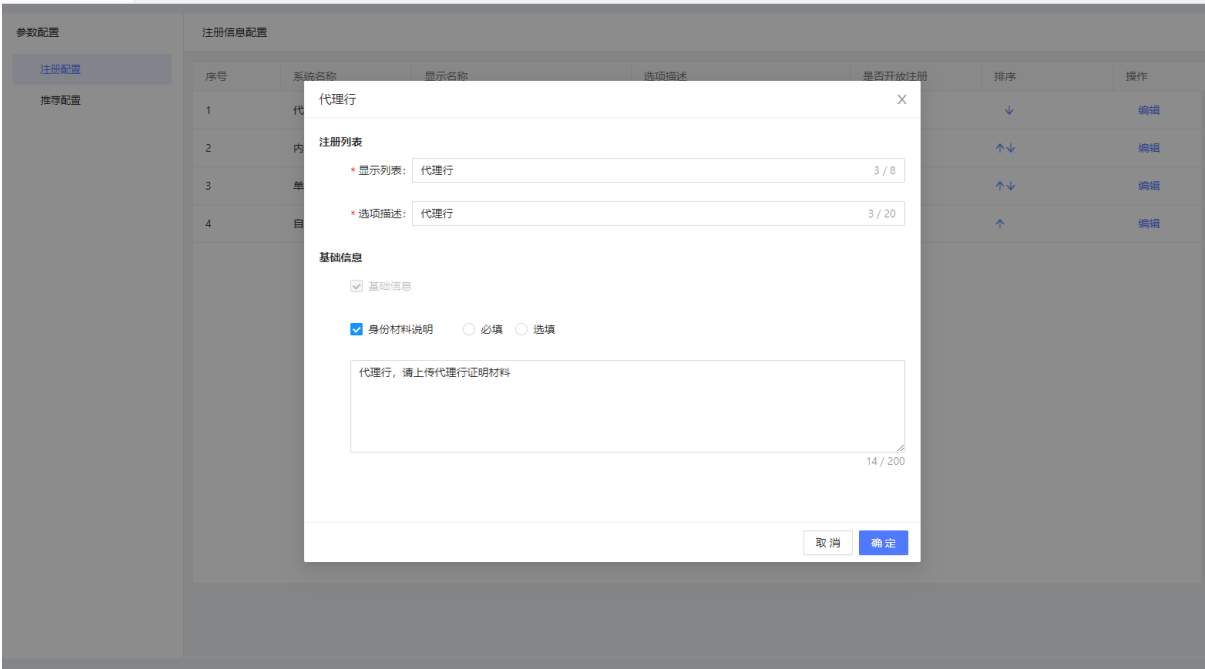 参数配置
注册信息配置
注册配置
推荐配置
序号 系统名称 显示名称 选项描述 是否开放注册 排序 操作
1 代 编辑
2 内 编辑
3 单 编辑
4 自 编辑
代理行
注册列表
* 显示列表: 代理行 3 / 8
* 选项描述: 代理行 3 / 20
基础信息
基础信息
身份材料说明 必填 选填
代理行，请上传代理行证明材料
14 / 200
取 消 确 定